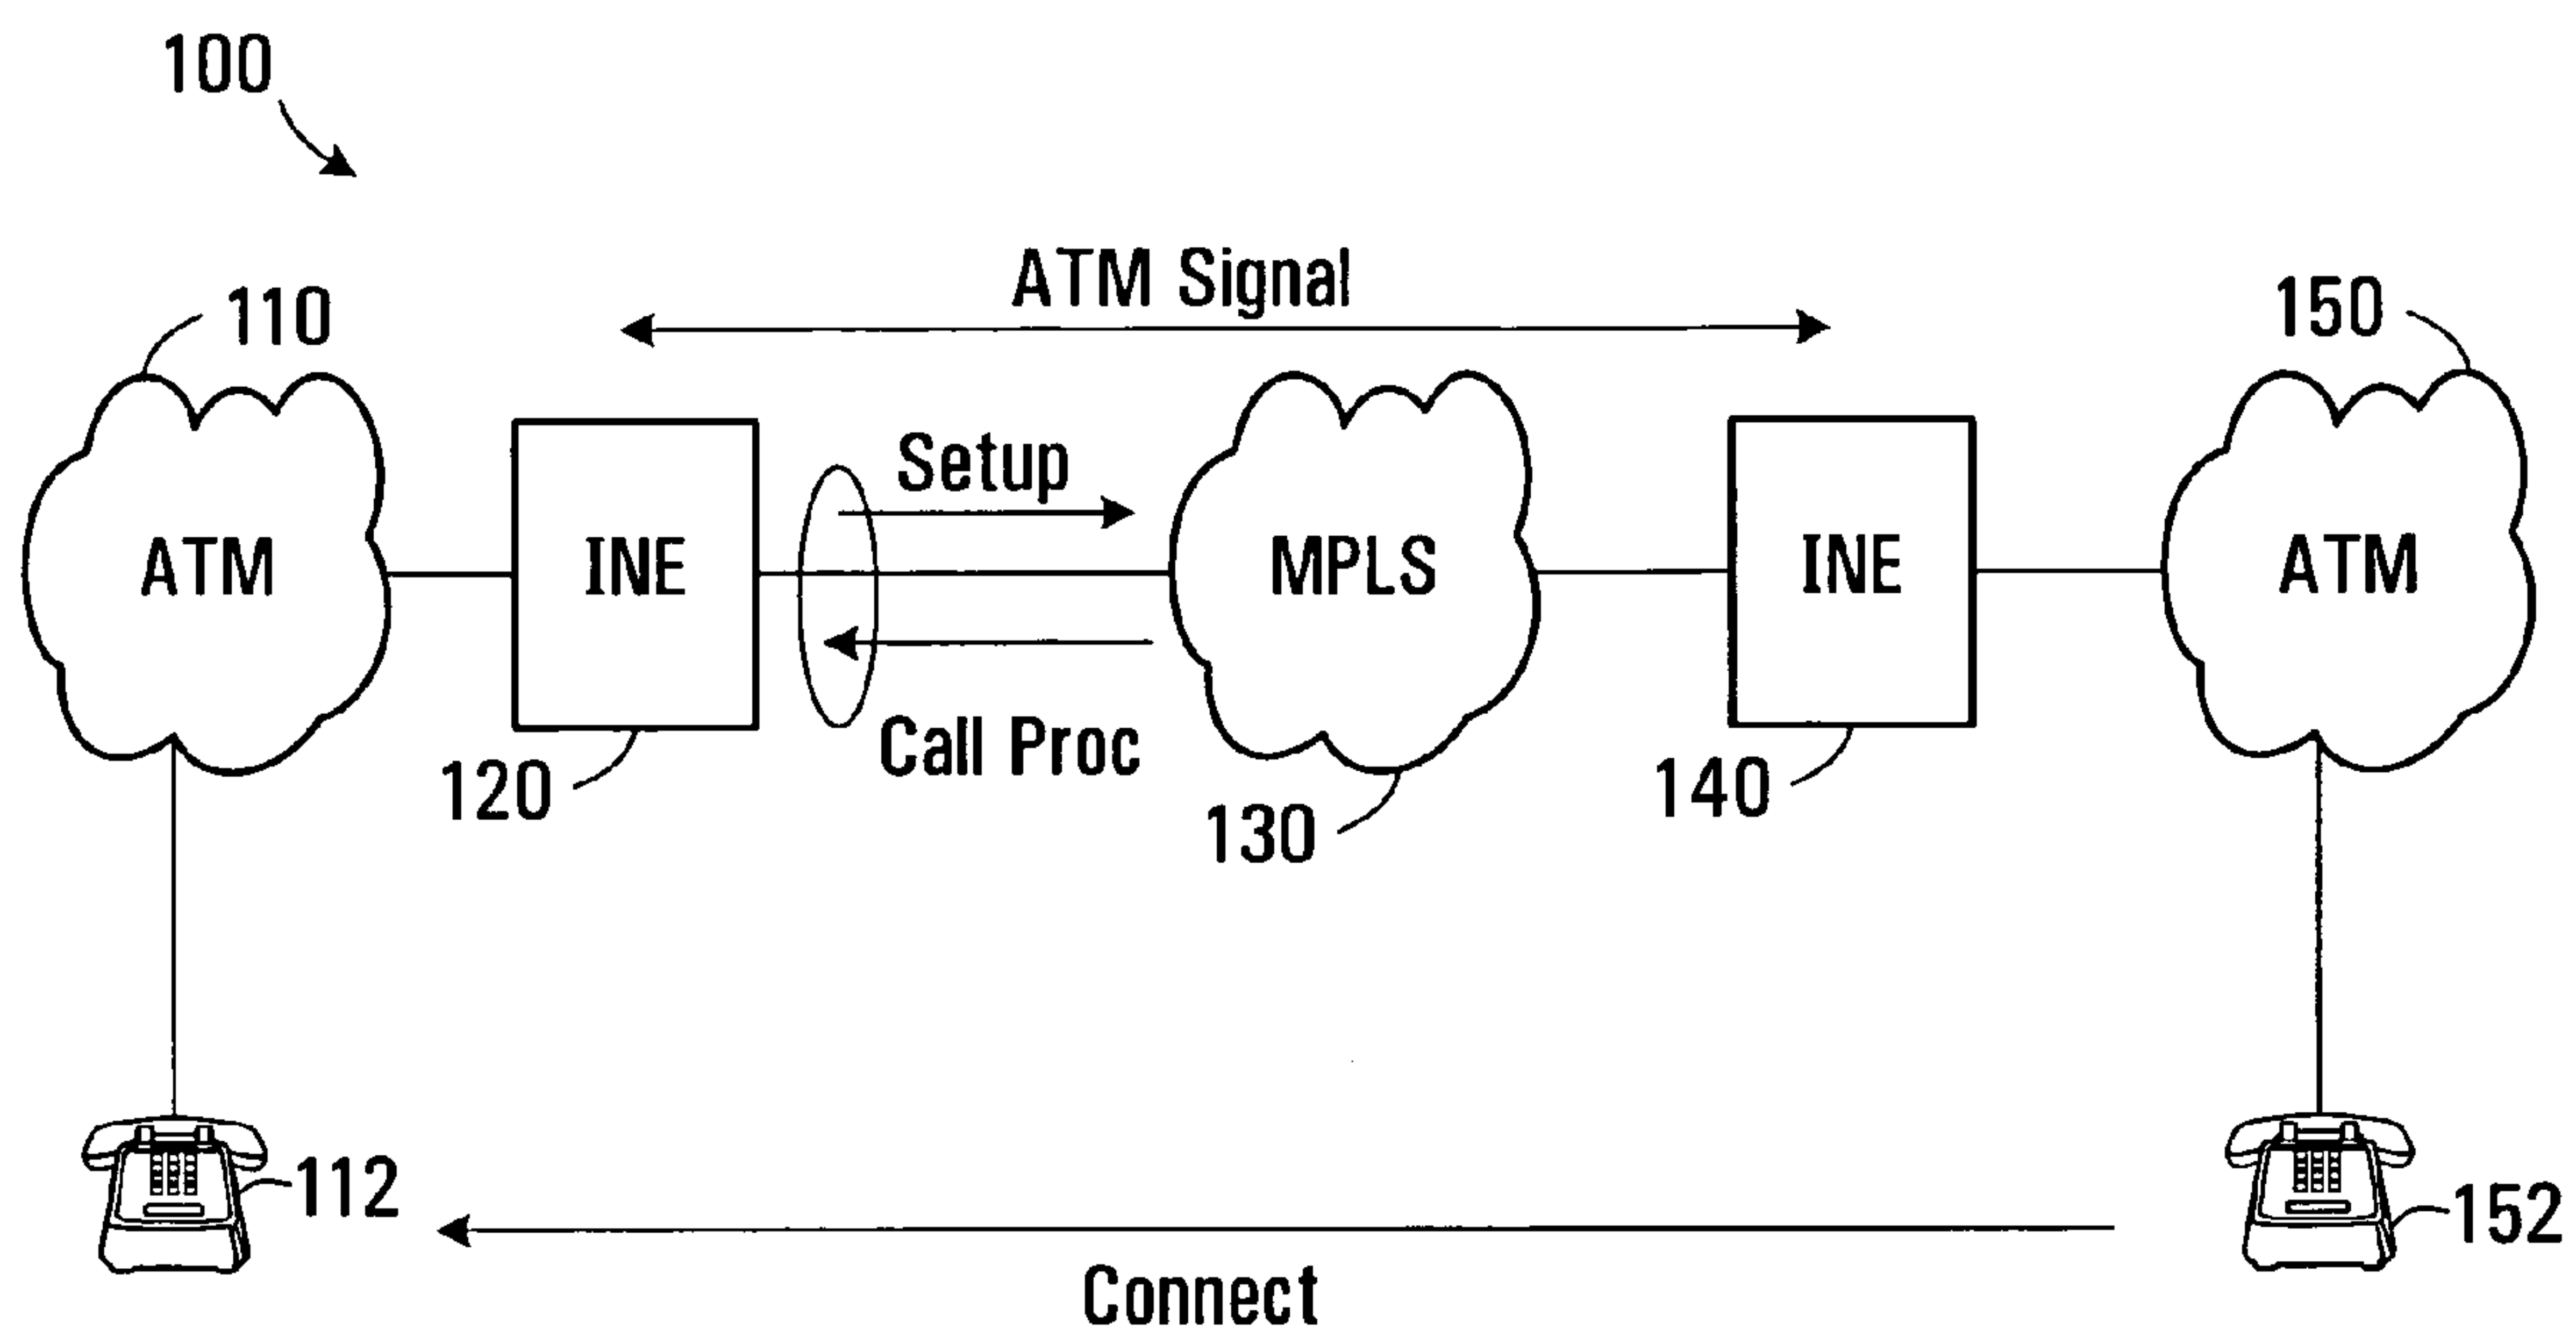 100
ATM Signal
110
150
Setup
ATM
INE
MPLS
INE
ATM
Call Proc
120
140
130
112
152
Connect